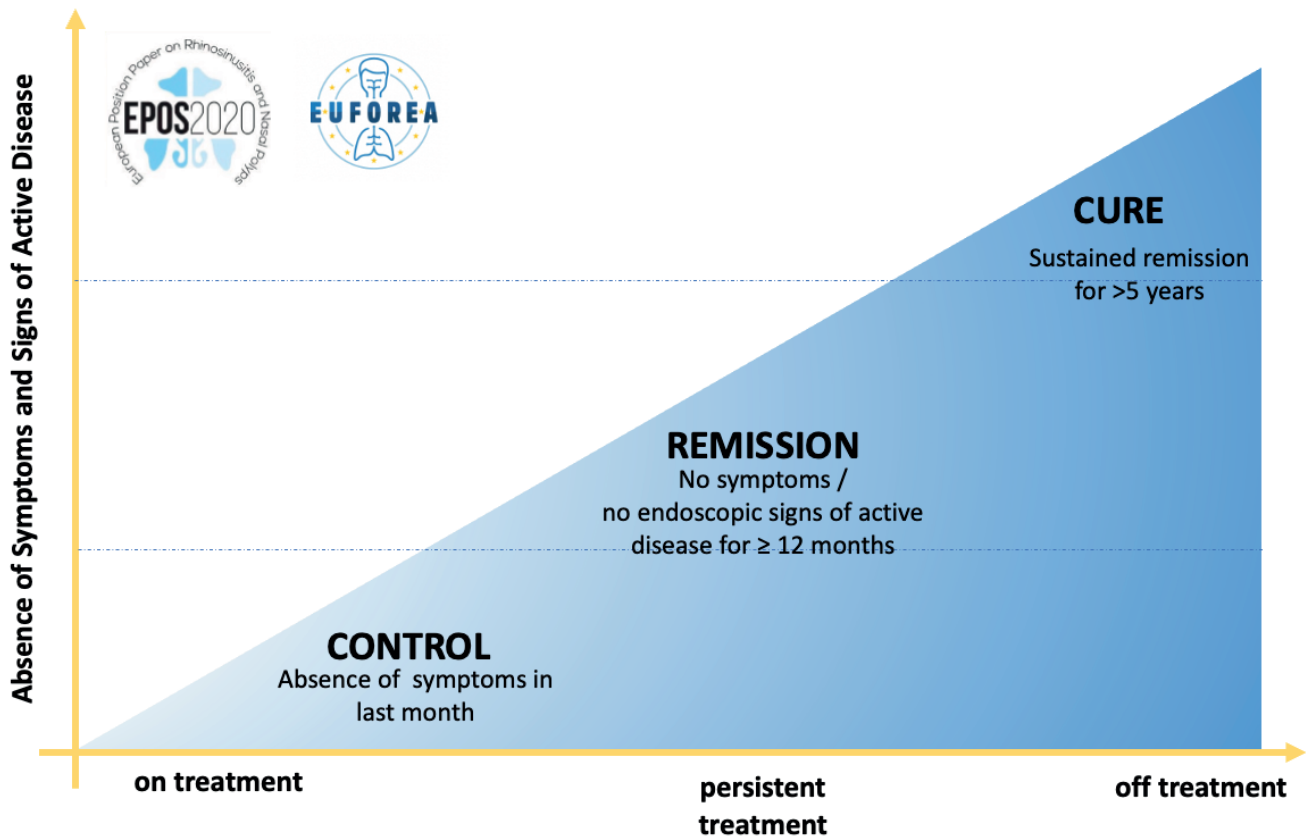 Absence of Symptoms and Signs of Active Disease
European Position Paper on Rhinosinusitis and Nasal Polyps
EPOS2020
EUFOREA
CURE
Sustained remission
for >5 years
REMISSION
No symptoms /
no endoscopic signs of active
disease for ≥ 12 months
CONTROL
Absence of symptoms in
last month
on treatment
persistent
treatment
off treatment